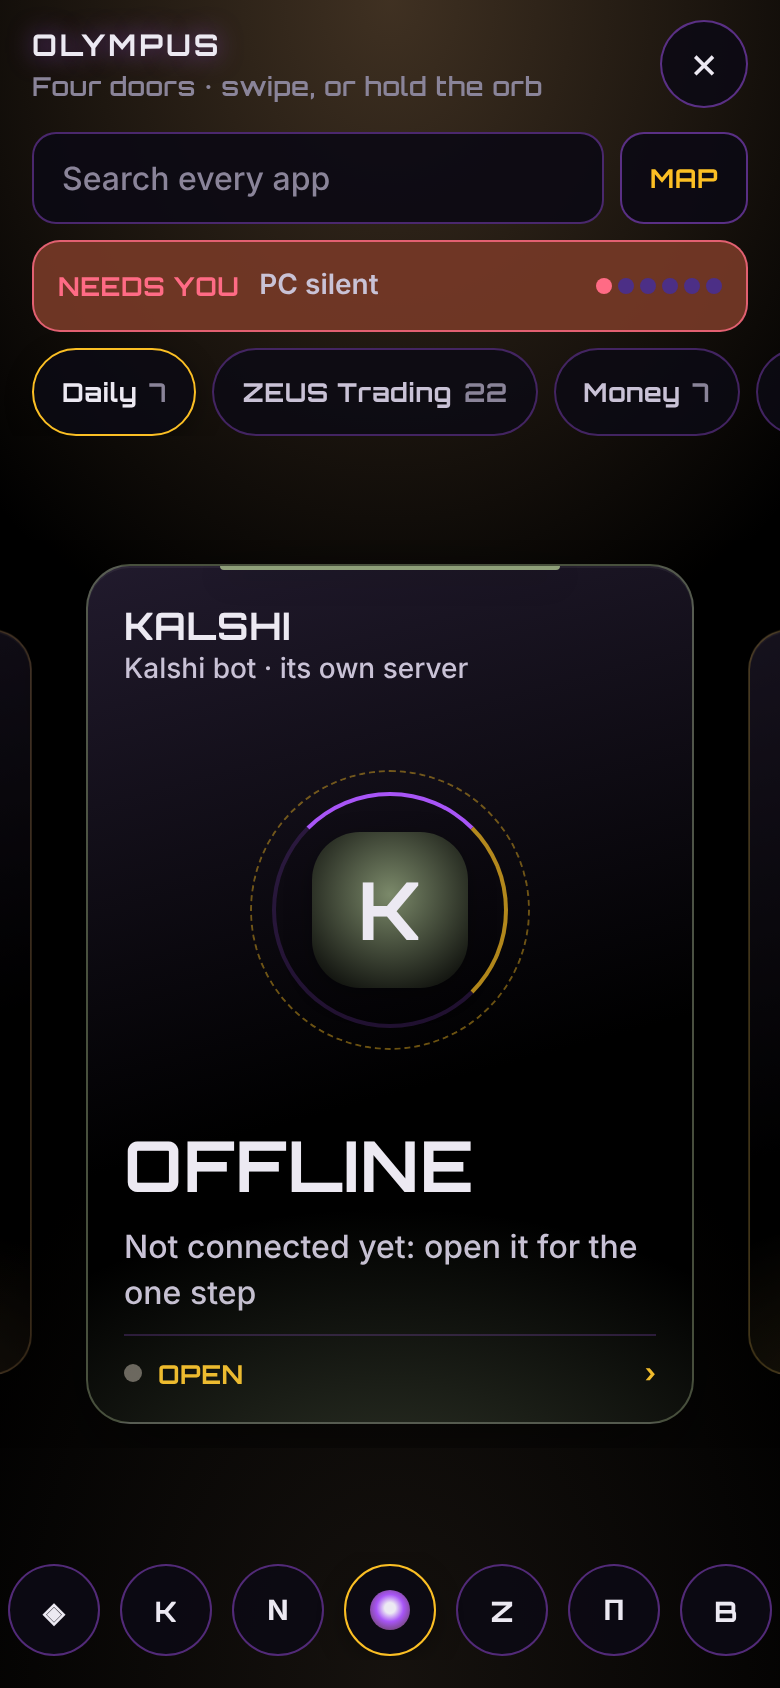 OLYMPUS
Four doors · swipe, or hold the orb
×
Search every app
MAP
NEEDS YOU PC silent
Daily 7
ZEUS Trading 22
Money 7
KALSHI
Kalshi bot · its own server
K
OFFLINE
Not connected yet: open it for the
one step
OPEN ›
◈ K N Z Π B